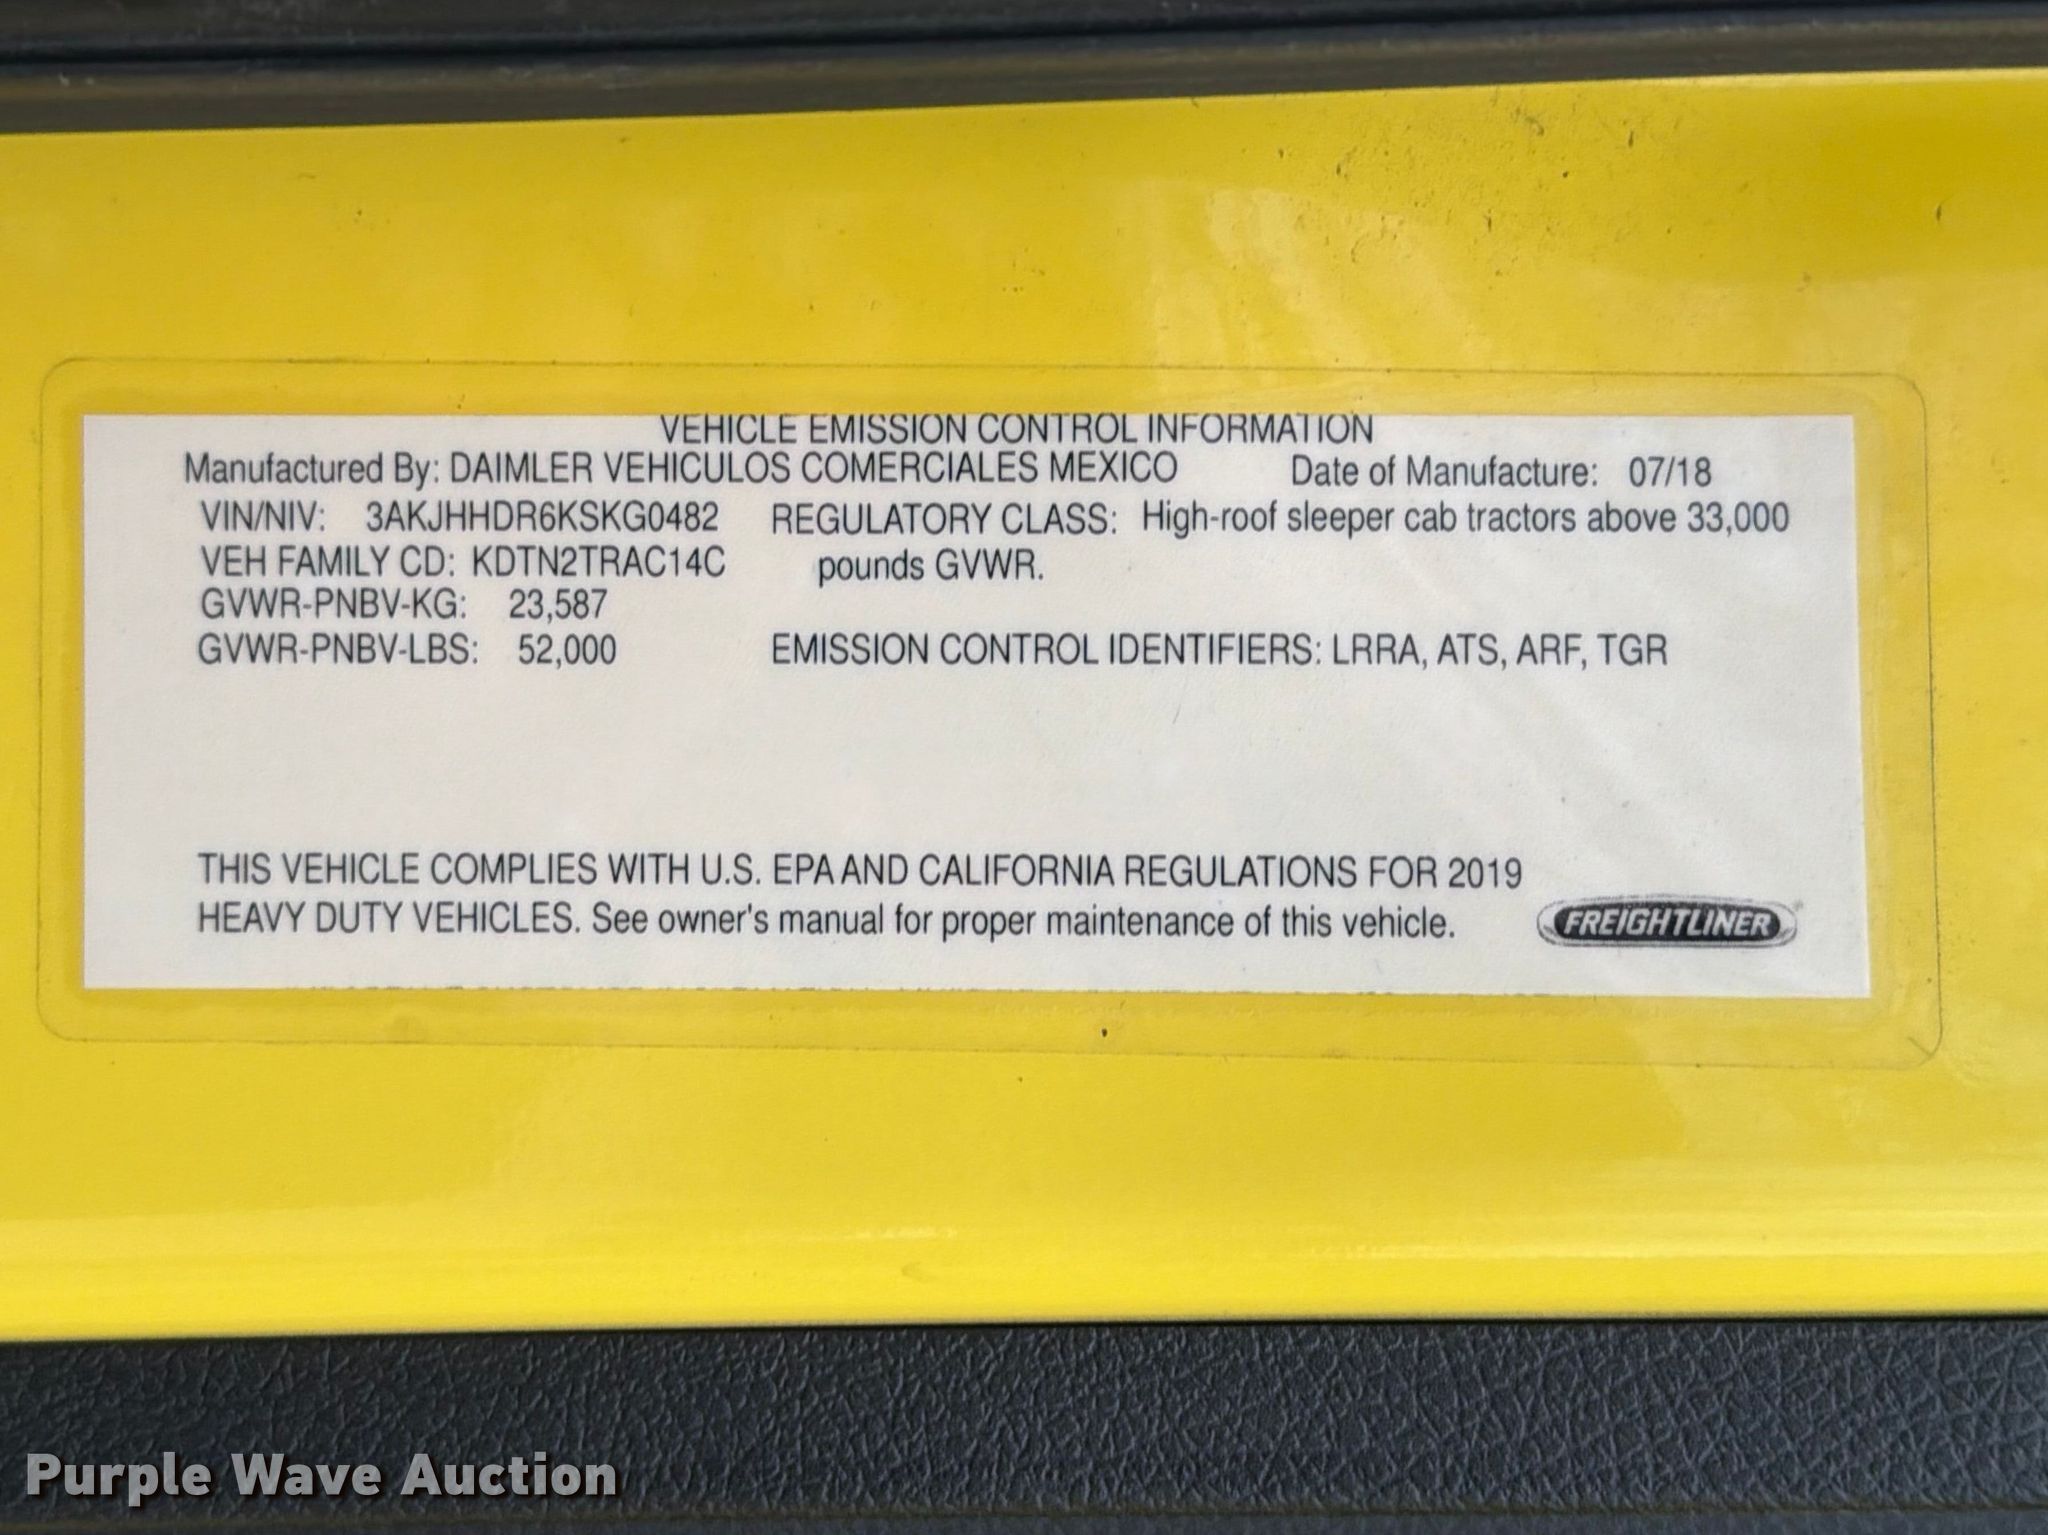 VEHICLE EMISSION CONTROL INFORMATION
Manufactured By: DAIMLER VEHICULOS COMERCIALES MEXICO Date of Manufacture: 07/18
VIN/NIV: 3AKJHHDR6KSKG0482 REGULATORY CLASS: High-roof sleeper cab tractors above 33,000
VEH FAMILY CD: KDTN2TRAC14C pounds GVWR.
GVWR-PNBV-KG: 23,587
GVWR-PNBV-LBS: 52,000 EMISSION CONTROL IDENTIFIERS: LRRA, ATS, ARF, TGR
THIS VEHICLE COMPLIES WITH U.S. EPA AND CALIFORNIA REGULATIONS FOR 2019
HEAVY DUTY VEHICLES. See owner's manual for proper maintenance of this vehicle.
FREIGHTLINER
Purple Wave Auction